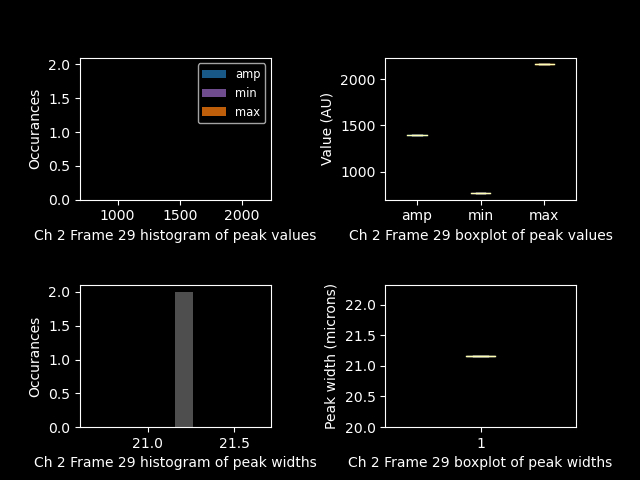 2.0
1.5
1.0
0.5
0.0
Occurances
amp
min
max
1000 1500 2000
Ch 2 Frame 29 histogram of peak values
2000
1500
1000
Value (AU)
amp min max
Ch 2 Frame 29 boxplot of peak values
2.0
1.5
1.0
0.5
0.0
Occurances
21.0 21.5
Ch 2 Frame 29 histogram of peak widths
22.0
21.5
21.0
20.5
20.0
Peak width (microns)
1
Ch 2 Frame 29 boxplot of peak widths